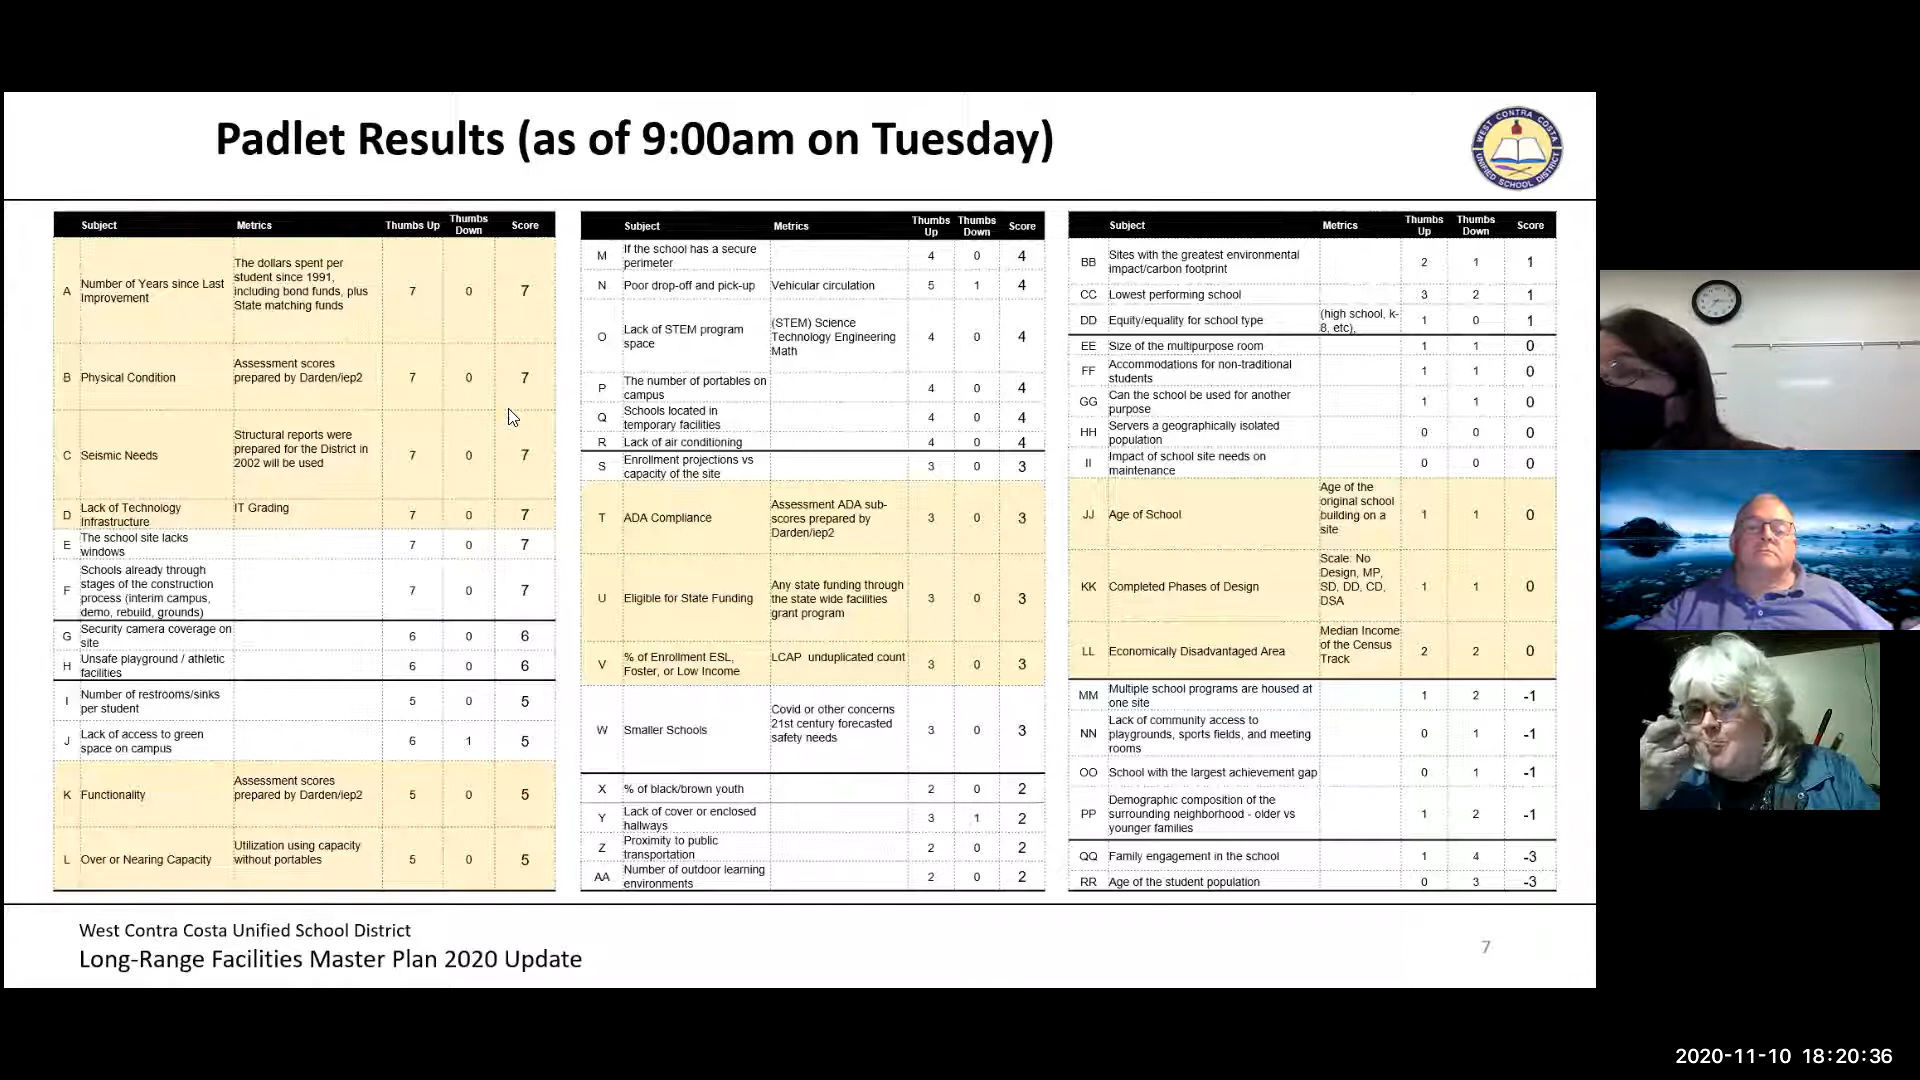 Padlet Results (as of 9:00am on Tuesday)
WEST CONTRA COSTA
UNIFIED SCHOOL DISTRICT
Subject Metrics Thumbs Up Thumbs Down Score
A Number of Years since Last Improvement The dollars spent per student since 1991, including bond funds, plus State matching funds 7 0 7
B Physical Condition Assessment scores prepared by Darden/iep2 7 0 7
C Seismic Needs Structural reports were prepared for the District in 2002 will be used 7 0 7
D Lack of Technology Infrastructure IT Grading 7 0 7
E The school site lacks windows 7 0 7
F Schools already through stages of the construction process (interim campus, demo, rebuild, grounds) 7 0 7
G Security camera coverage on site 6 0 6
H Unsafe playground / athletic facilities 6 0 6
I Number of restrooms/sinks per student 5 0 5
J Lack of access to green space on campus 6 1 5
K Functionality Assessment scores prepared by Darden/iep2 5 0 5
L Over or Nearing Capacity Utilization using capacity without portables 5 0 5
Subject Metrics Thumbs Up Thumbs Down Score
M If the school has a secure perimeter 4 0 4
N Poor drop-off and pick-up Vehicular circulation 5 1 4
O Lack of STEM program space (STEM) Science Technology Engineering Math 4 0 4
P The number of portables on campus 4 0 4
Q Schools located in temporary facilities 4 0 4
R Lack of air conditioning 4 0 4
S Enrollment projections vs capacity of the site 3 0 3
T ADA Compliance Assessment ADA sub-scores prepared by Darden/iep2 3 0 3
U Eligible for State Funding Any state funding through the state wide facilities grant program 3 0 3
V % of Enrollment ESL, Foster, or Low Income LCAP unduplicated count 3 0 3
W Smaller Schools Covid or other concerns 21st century forecasted safety needs 3 0 3
X % of black/brown youth 2 0 2
Y Lack of cover or enclosed hallways 3 1 2
Z Proximity to public transportation 2 0 2
AA Number of outdoor learning environments 2 0 2
Subject Metrics Thumbs Up Thumbs Down Score
BB Sites with the greatest environmental impact/carbon footprint 2 1 1
CC Lowest performing school 3 2 1
DD Equity/equality for school type (high school, k-8, etc), 1 0 1
EE Size of the multipurpose room 1 1 0
FF Accommodations for non-traditional students 1 1 0
GG Can the school be used for another purpose 1 1 0
HH Servers a geographically isolated population 0 0 0
II Impact of school site needs on maintenance 0 0 0
JJ Age of School Age of the original school building on a site 1 1 0
KK Completed Phases of Design Scale: No Design, MP, SD, DD, CD, DSA 1 1 0
LL Economically Disadvantaged Area Median Income of the Census Track 2 2 0
MM Multiple school programs are housed at one site 1 2 -1
NN Lack of community access to playgrounds, sports fields, and meeting rooms 0 1 -1
OO School with the largest achievement gap 0 1 -1
PP Demographic composition of the surrounding neighborhood - older vs younger families 1 2 -1
QQ Family engagement in the school 1 4 -3
RR Age of the student population 0 3 -3
West Contra Costa Unified School District
Long-Range Facilities Master Plan 2020 Update
7
2020-11-10 18:20:36